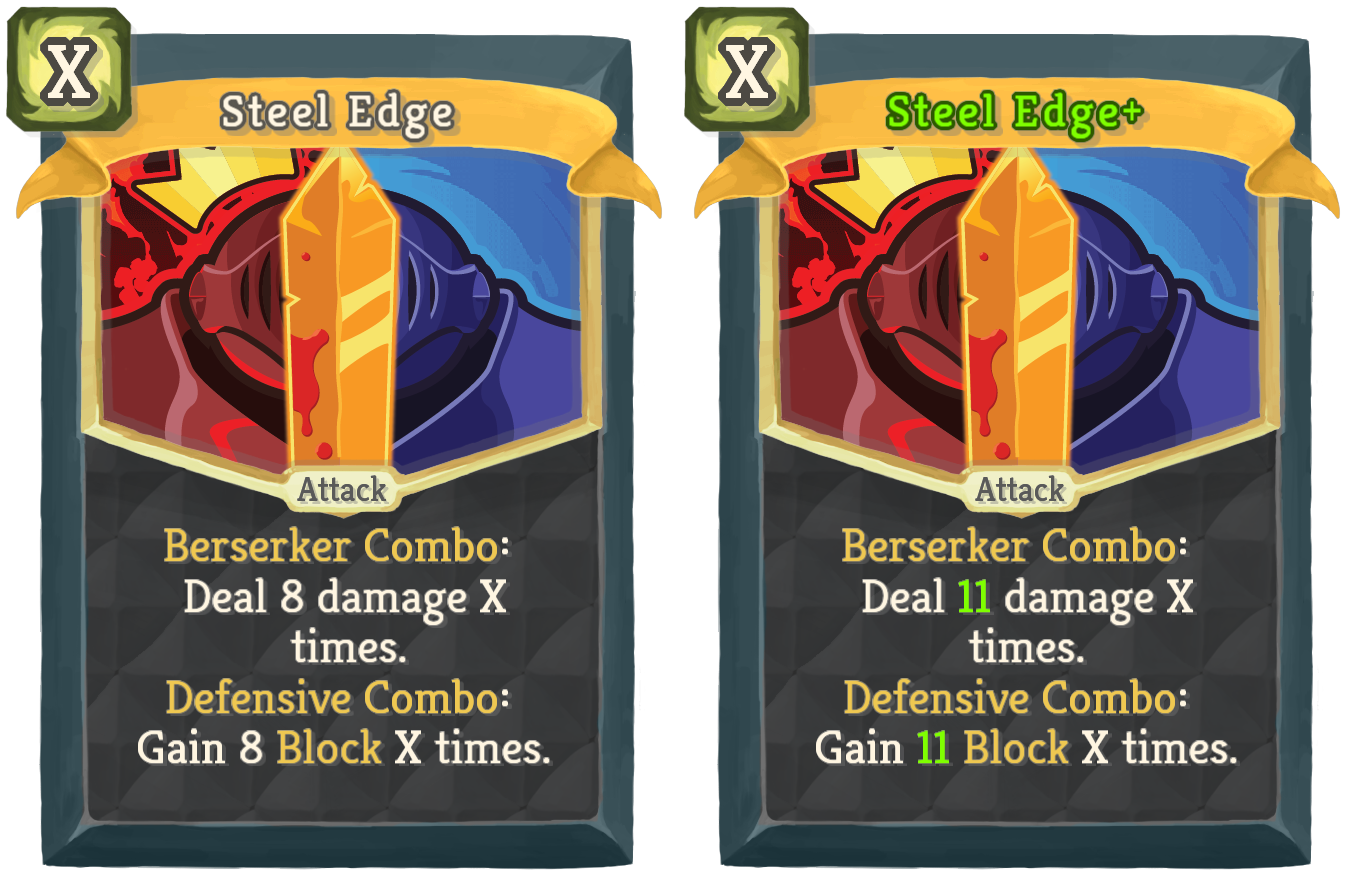 X
Steel Edge
Attack
Berserker Combo:
Deal 8 damage X
times.
Defensive Combo:
Gain 8 Block X times.
X
Steel Edge+
Attack
Berserker Combo:
Deal 11 damage X
times.
Defensive Combo:
Gain 11 Block X times.